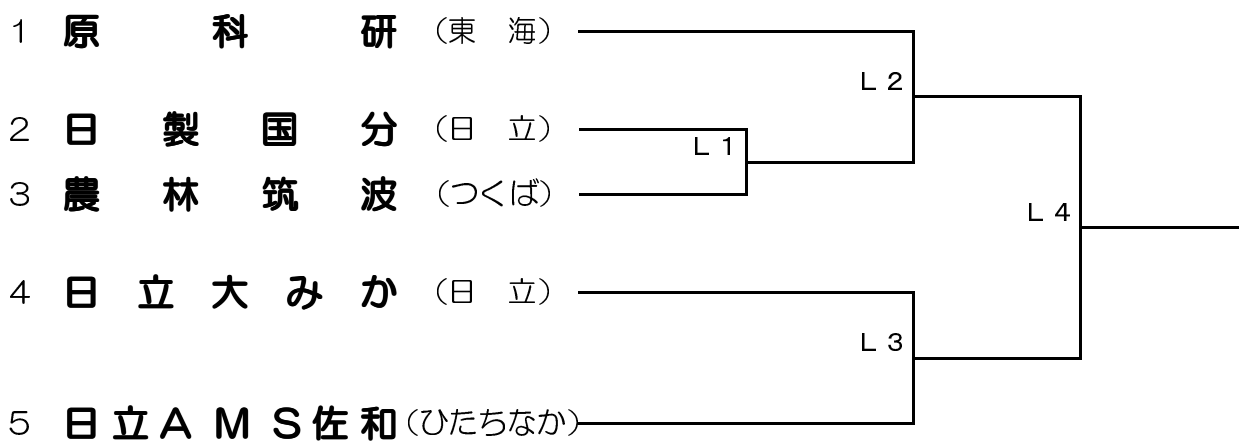 1 原科研 （東　海）
L 2
2 日製国分 （日　立）
L 1
3 農林筑波 （つくば）
L 4
4 日立大みか （日　立）
L 3
5 日立ＡＭＳ佐和 （ひたちなか）